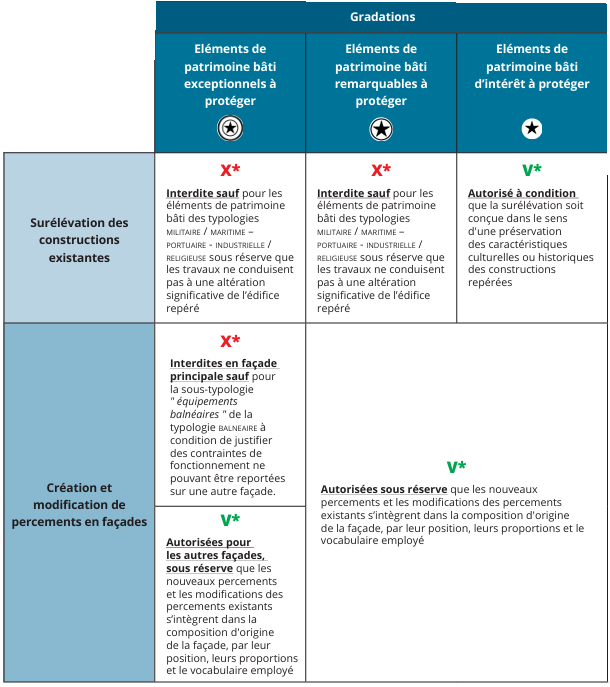 Gradations
Eléments de
patrimoine bâti
exceptionnels à
protéger
Eléments de
patrimoine bâti
remarquables à
protéger
Eléments de
patrimoine bâti
d'intérêt à protéger
Surélévation des
constructions
existantes
X*
Interdite sauf pour les
éléments de patrimoine
bâti des typologies
MILITAIRE / MARITIME –
PORTUAIRE - INDUSTRIELLE /
RELIGIEUSE sous réserve que
les travaux ne conduisent
pas à une altération
significative de l'édifice
repéré
X*
Interdite sauf pour les
éléments de patrimoine
bâti des typologies
MILITAIRE / MARITIME –
PORTUAIRE - INDUSTRIELLE /
RELIGIEUSE sous réserve que
les travaux ne conduisent
pas à une altération
significative de l'édifice
repéré
V*
Autorisé à condition
que la surélévation soit
conçue dans le sens
d'une préservation
des caractéristiques
culturelles ou historiques
des constructions
repérées
Création et
modification de
percements en façades
X*
Interdites en façade
principale sauf pour
la sous-typologie
" équipements
balnéaires " de la
typologie BALNEAIRE à
condition de justifier
des contraintes de
fonctionnement ne
pouvant être reportées
sur une autre façade.
V*
Autorisées pour
les autres façades,
sous réserve que les
nouveaux percements
et les modifications des
percements existants
s'intègrent dans la
composition d'origine
de la façade, par leur
position, leurs proportions
et le vocabulaire employé
V*
Autorisées sous réserve que les nouveaux
percements et les modifications des percements
existants s'intègrent dans la composition d'origine
de la façade, par leur position, leurs proportions et le
vocabulaire employé